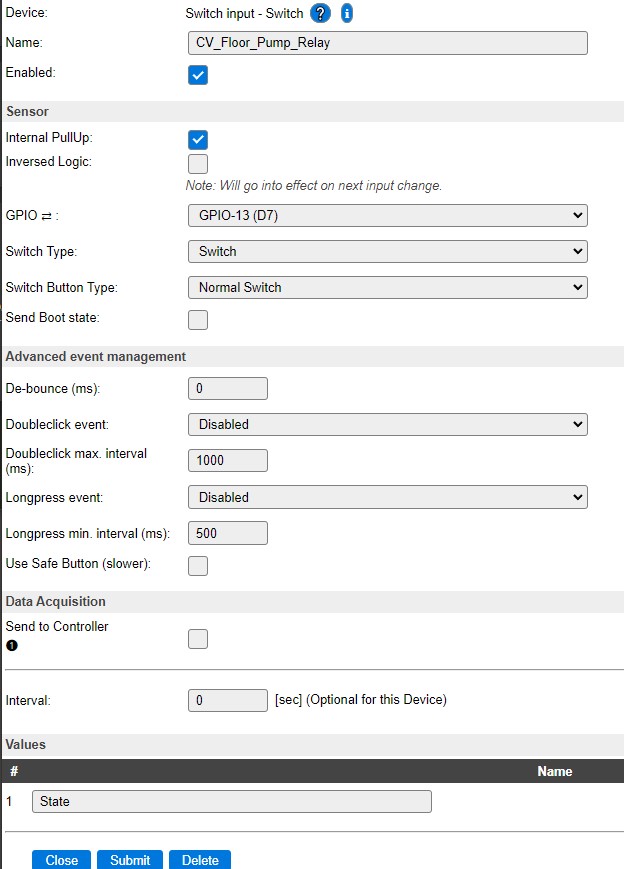 Device: Switch input - Switch ? i
Name: CV_Floor_Pump_Relay
Enabled:
Sensor
Internal PullUp:
Inversed Logic:
Note: Will go into effect on next input change.
GPIO ⇄ : GPIO-13 (D7)
Switch Type: Switch
Switch Button Type: Normal Switch
Send Boot state:
Advanced event management
De-bounce (ms): 0
Doubleclick event: Disabled
Doubleclick max. interval
(ms): 1000
Longpress event: Disabled
Longpress min. interval (ms): 500
Use Safe Button (slower):
Data Acquisition
Send to Controller
❶
Interval: 0 [sec] (Optional for this Device)
Values
# Name
1 State
Close Submit Delete